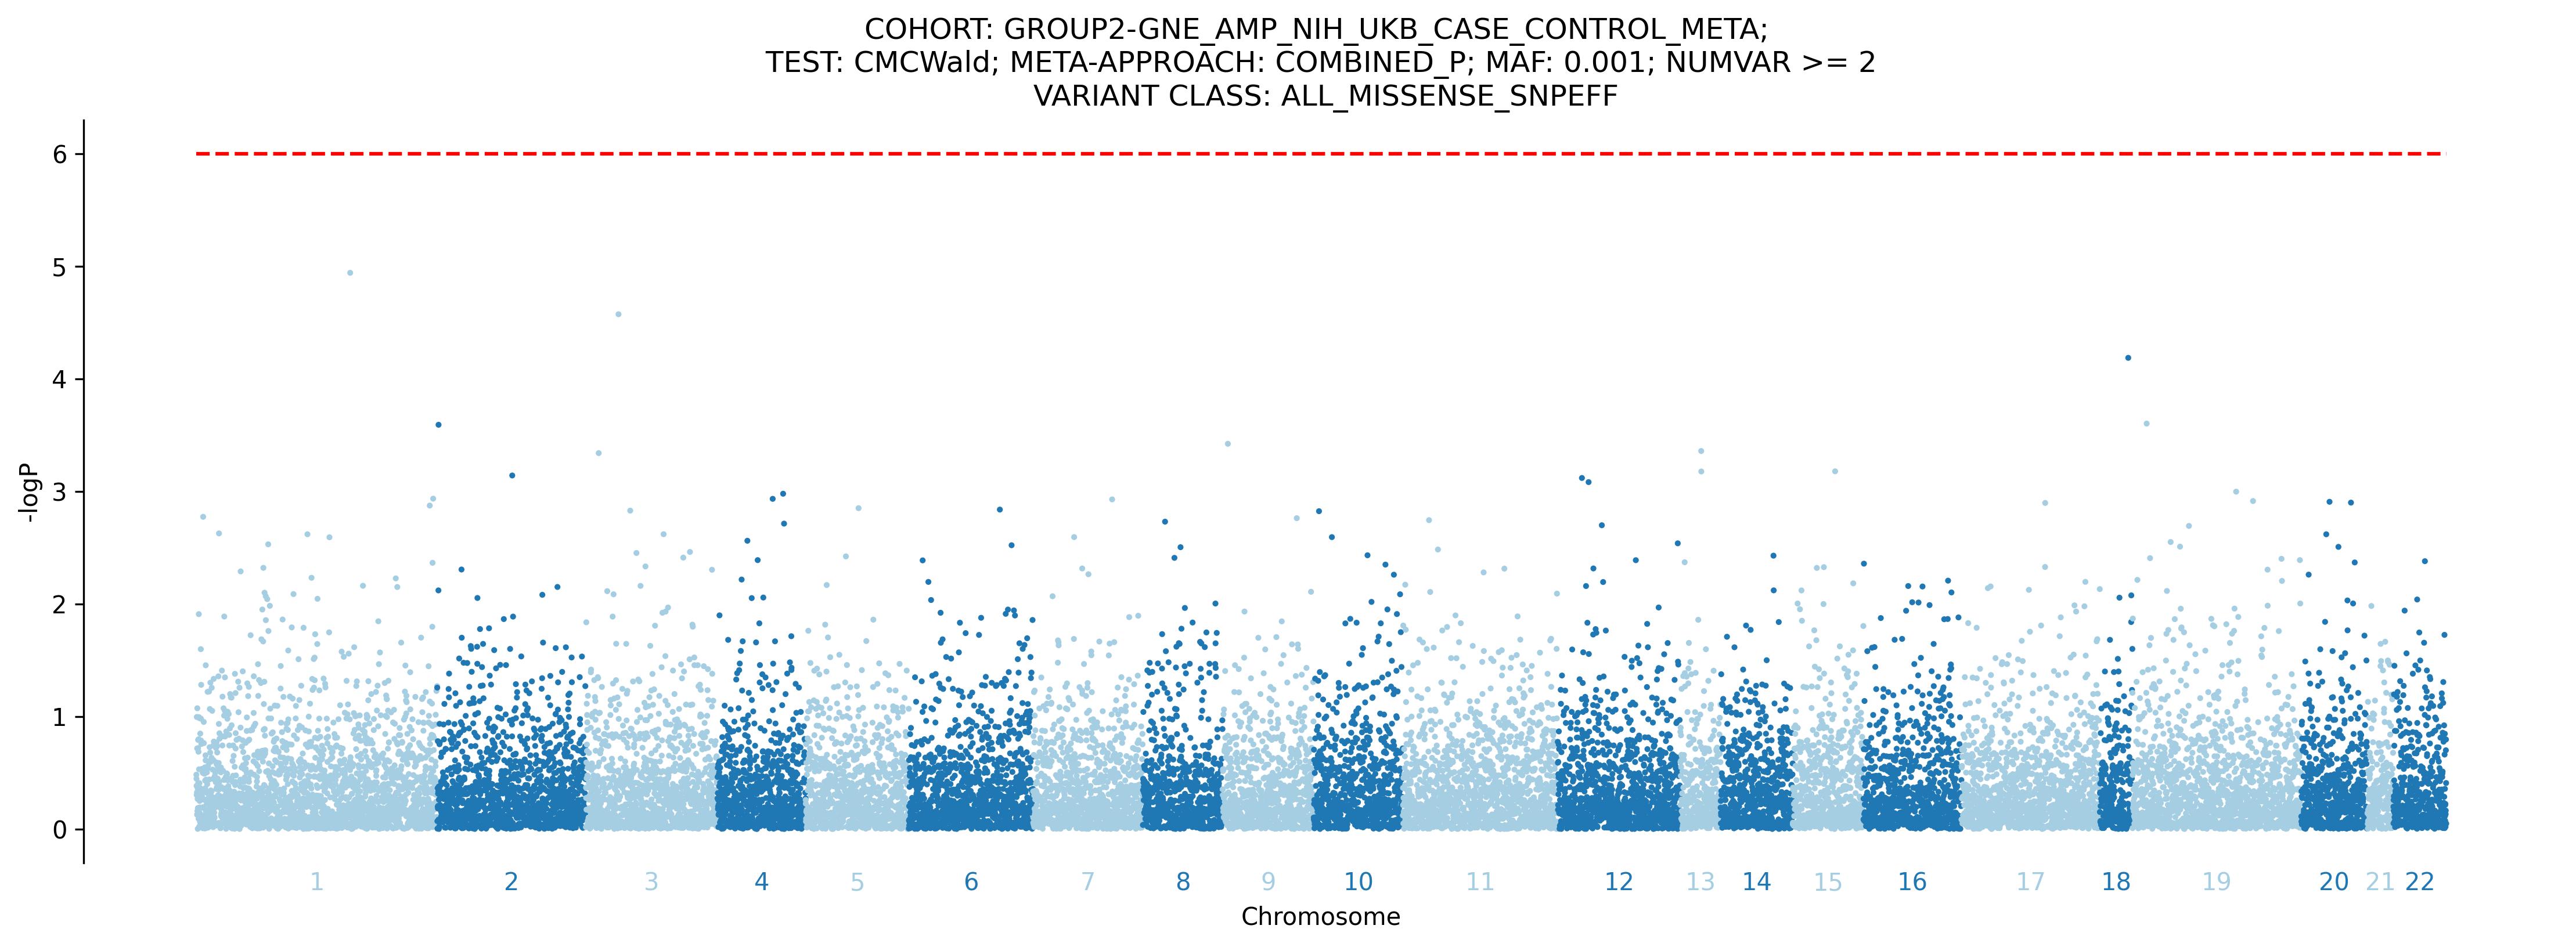 COHORT: GROUP2-GNE_AMP_NIH_UKB_CASE_CONTROL_META;
TEST: CMCWald; META-APPROACH: COMBINED_P; MAF: 0.001; NUMVAR >= 2
VARIANT CLASS: ALL_MISSENSE_SNPEFF
6
5
4
3
2
1
0
-logP
1 2 3 4 5 6 7 8 9 10 11 12 13 14 15 16 17 18 19 20 21 22
Chromosome